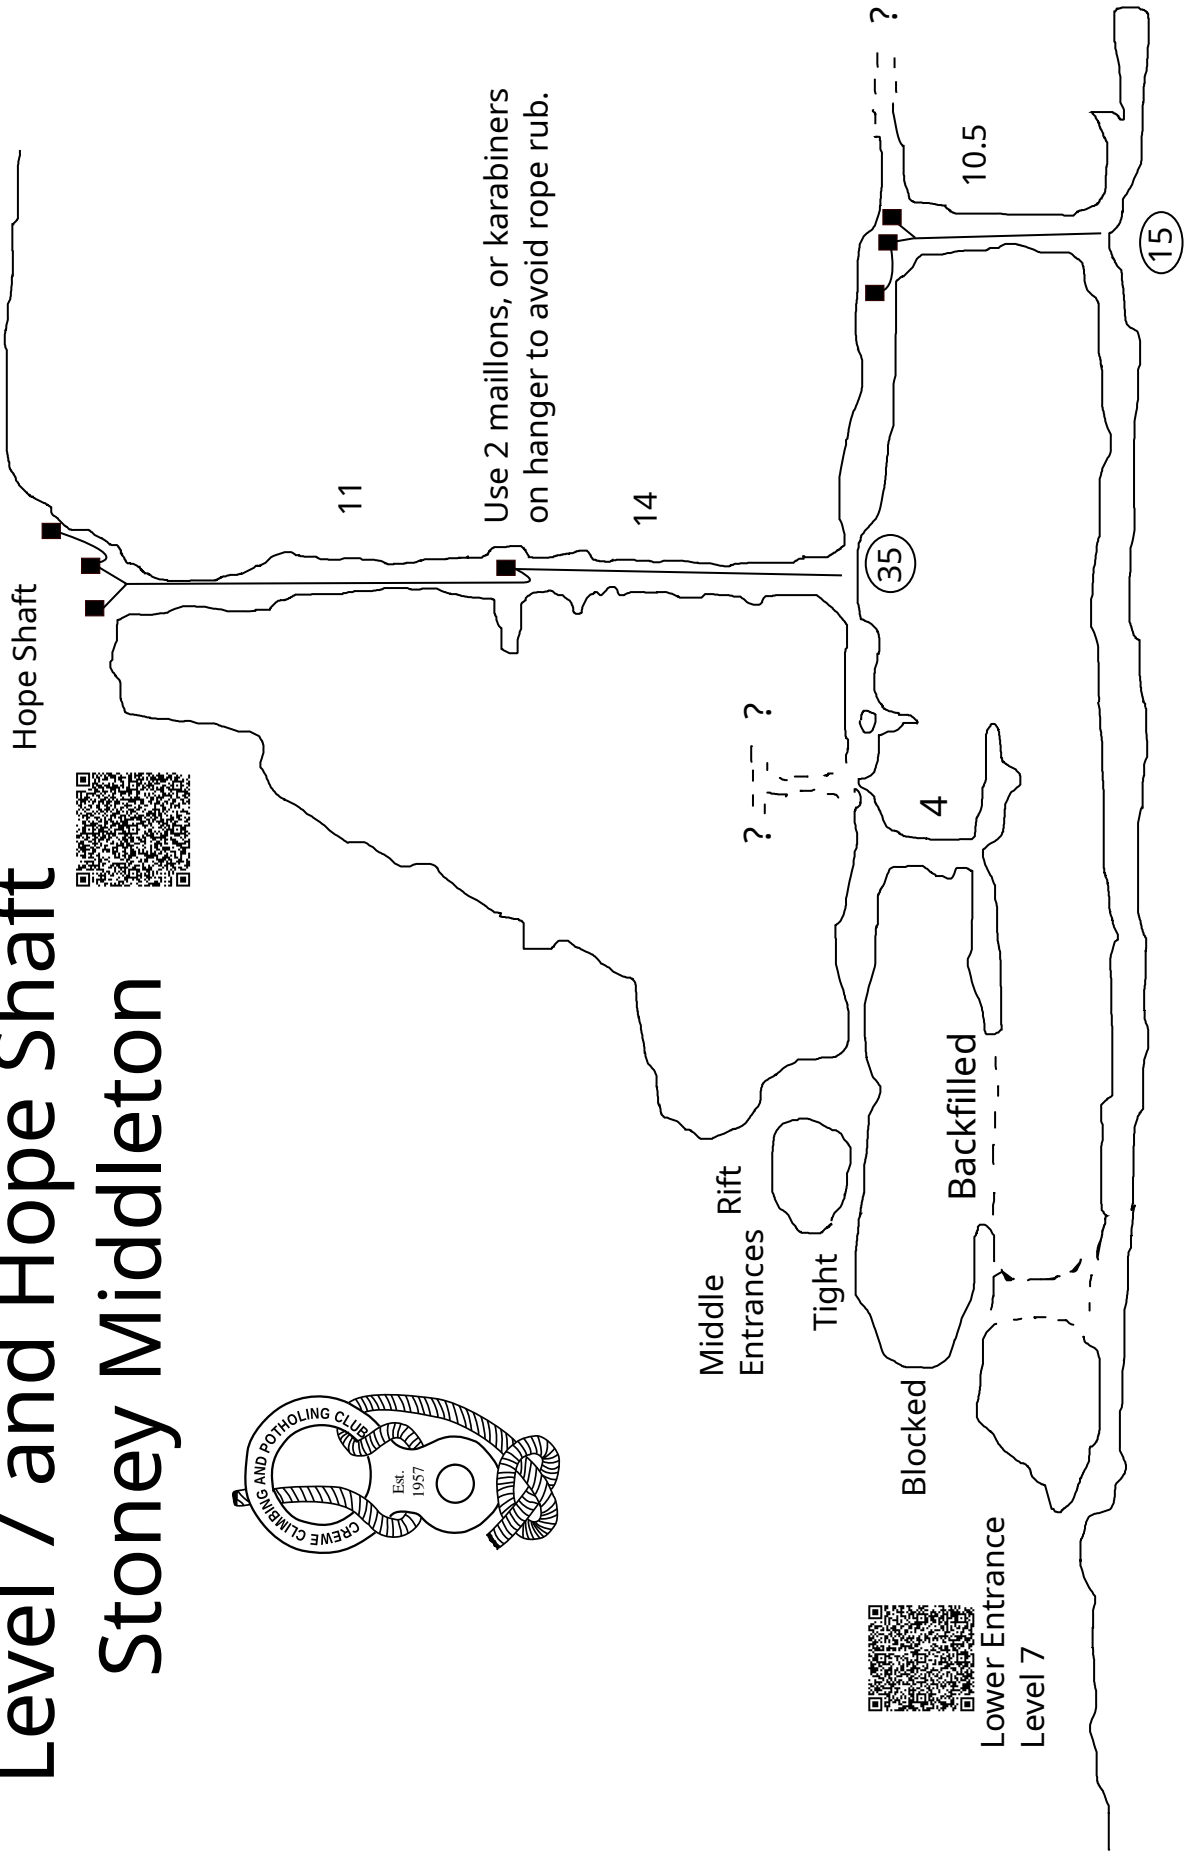 Level 7 and Hope Shaft
Stoney Middleton
Hope Shaft
11
Use 2 maillons, or karabiners
on hanger to avoid rope rub.
14
CREWE CLIMBING AND POTHOLING CLUB
Est.
1957
? ?
Middle Rift
Entrances
Tight
35
?
4
10.5
Blocked
Backfilled
Lower Entrance
Level 7
15